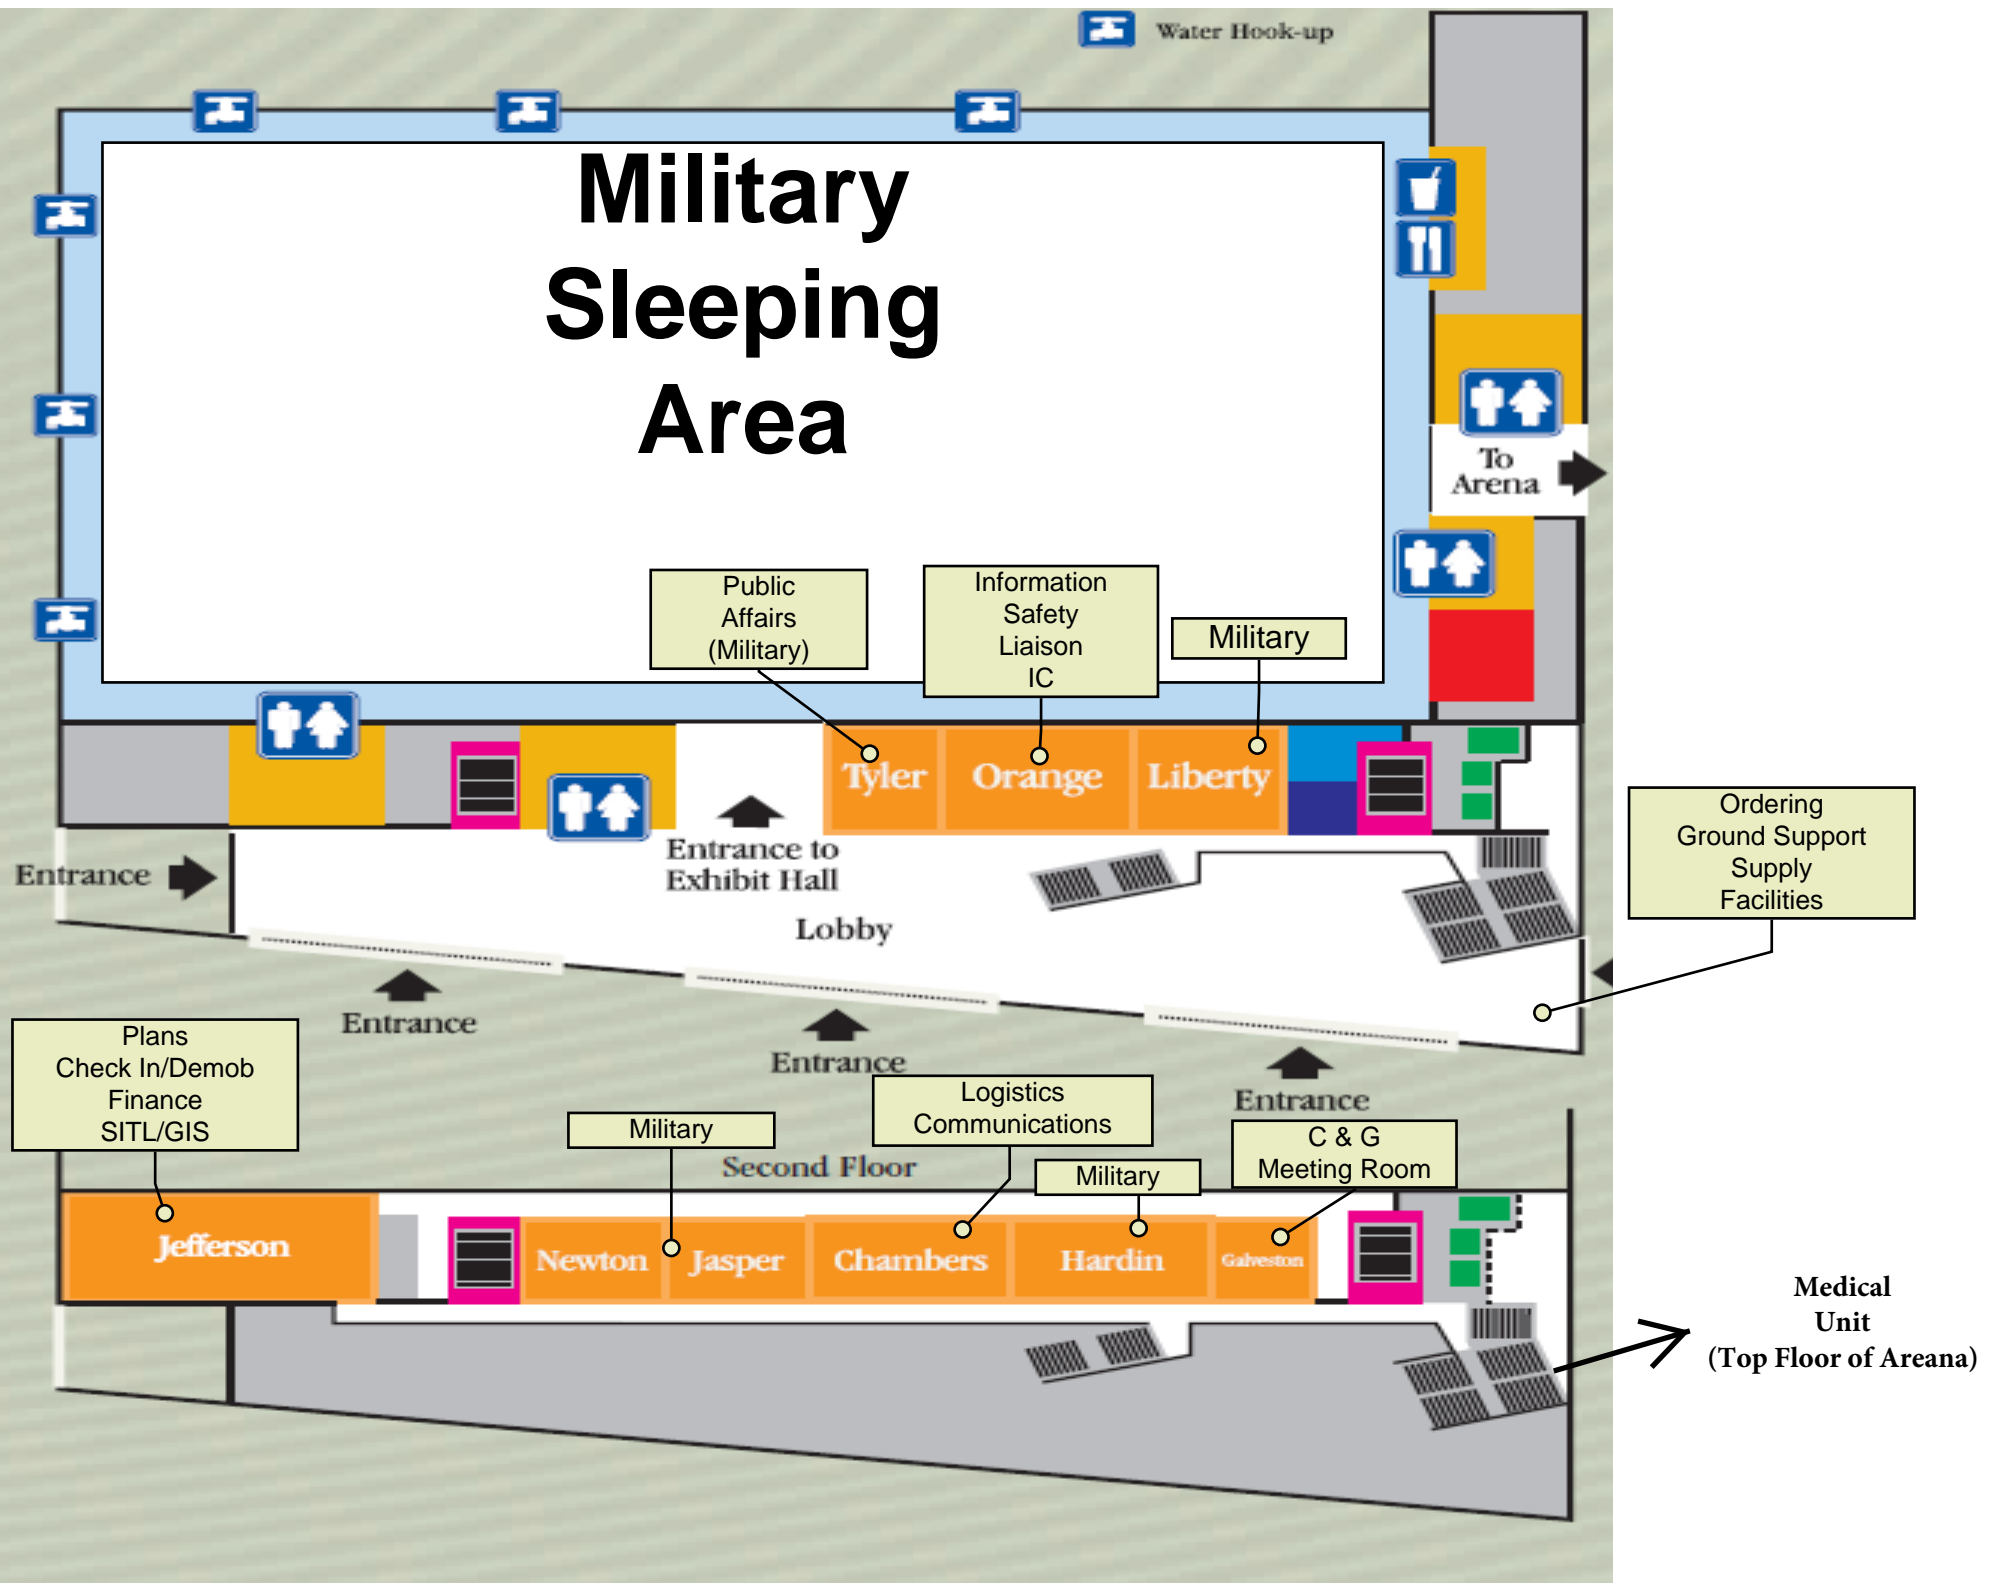 Water Hook-up
Military
Sleeping
Area
To
Arena
Public
Affairs
(Military)
Information
Safety
Liaison
IC
Military
Tyler
Orange
Liberty
Entrance
Entrance to
Exhibit Hall
Lobby
Ordering
Ground Support
Supply
Facilities
Entrance
Entrance
Entrance
Plans
Check In/Demob
Finance
SITL/GIS
Military
Logistics
Communications
C & G
Meeting Room
Second Floor
Military
Jefferson
Newton
Jasper
Chambers
Hardin
Galveston
Medical
Unit
(Top Floor of Areana)